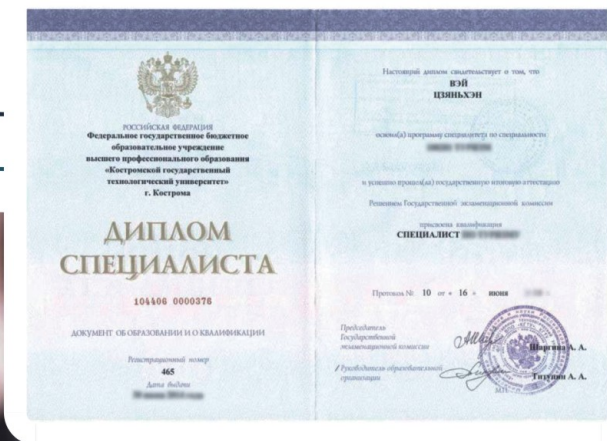 РОССИЙСКАЯ ФЕДЕРАЦИЯ
Федеральное государственное бюджетное
образовательное учреждение
высшего профессионального образования
«Костромской государственный
технологический университет»
г. Кострома
ДИПЛОМ
СПЕЦИАЛИСТА
104406 0000376
ДОКУМЕНТ ОБ ОБРАЗОВАНИИ И О КВАЛИФИКАЦИИ
Регистрационный номер
465
Дата выдачи
Настоящий диплом свидетельствует о том, что
ВЭЙ
ЦЗЯНЬХЭН
освоил(а) программу специалитета по специальности
и успешно прошел(ла) государственную итоговую аттестацию
Решением Государственной экзаменационной комиссии
присвоена квалификация
СПЕЦИАЛИСТ
Протокол № 10 от « 16 » июня
Председатель
Государственной
экзаменационной комиссии
Шаргина А. А.
/ Руководитель образовательной
организации
Титунин А. А.
М.П.